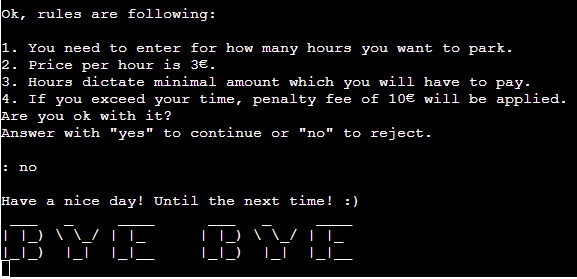 Ok, rules are following:
1. You need to enter for how many hours you want to park.
2. Price per hour is 3€.
3. Hours dictate minimal amount which you will have to pay.
4. If you exceed your time, penalty fee of 10€ will be applied.
Are you ok with it?
Answer with "yes" to continue or "no" to reject.
: no
Have a nice day! Until the next time! :)
BYE BYE